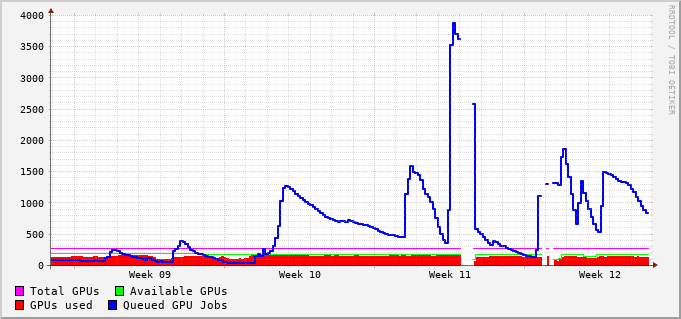 4000
3500
3000
2500
2000
1500
1000
500
0
Week 09 Week 10 Week 11 Week 12
Total GPUs Available GPUs
GPUs used Queued GPU Jobs
RRDTOOL / TOBI OETIKER